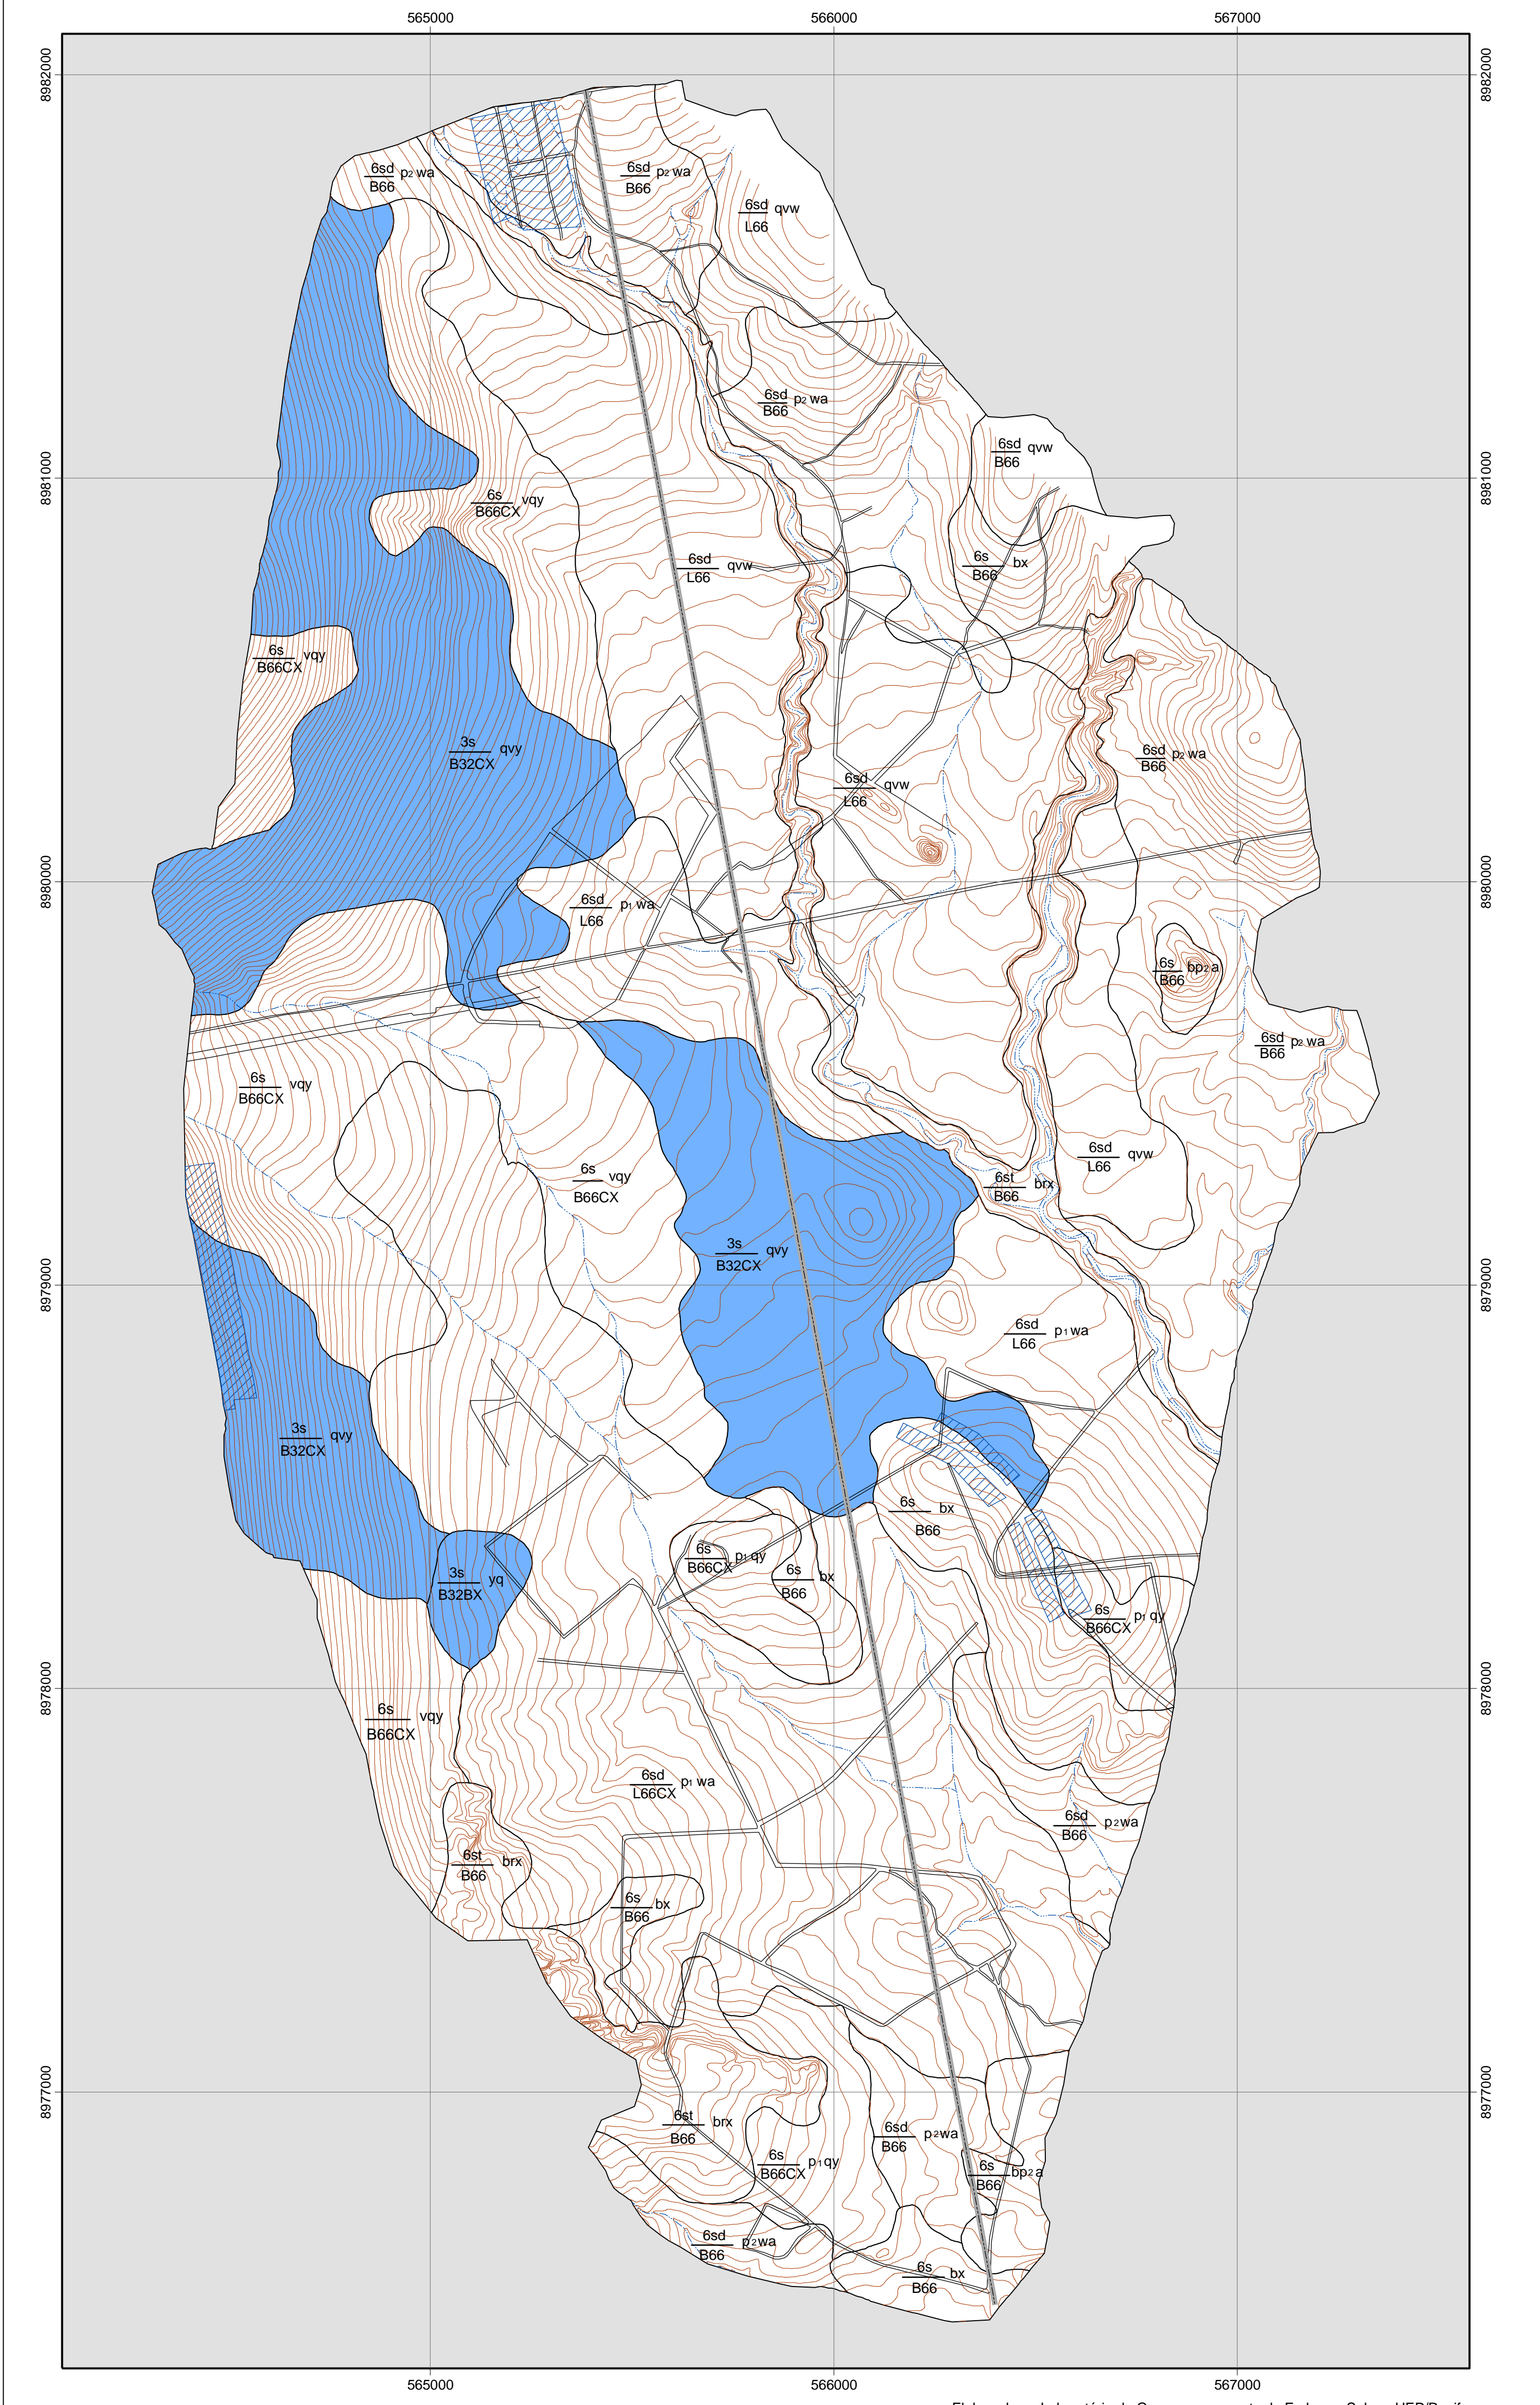 565000 566000 567000
8982000 8982000
6sd p2 wa
B66
6sd p2 wa
B66
6sd qvw
L66
6sd p2 wa
B66
6sd qvw
B66
8981000 8981000
6s vqy
B66CX
6sd qvw
L66
6s bx
B66
6s vqy
B66CX
3s qvy
B32CX
6sd p2 wa
B66
6sd qvw
L66
8980000 8980000
6sd p1 wa
L66
6s bp2 a
B66
6sd p2 wa
B66
6s vqy
B66CX
6sd qvw
L66
6s vqy
B66CX
6st brx
B66
3s qvy
B32CX
8979000 8979000
6sd p1 wa
L66
3s qvy
B32CX
6s bx
B66
6s p1 qy
B66CX
6s bx
B66
3s yq
B32BX
6s p1 qy
B66CX
8978000 8978000
6s vqy
B66CX
6sd p1 wa
L66CX
6sd p2wa
B66
6st brx
B66
6s bx
B66
8977000 8977000
6st brx
B66
6sd p2wa
B66
6s p1qy
B66CX
6s bp2 a
B66
6sd p2wa
B66
6s bx
B66
565000 566000 567000